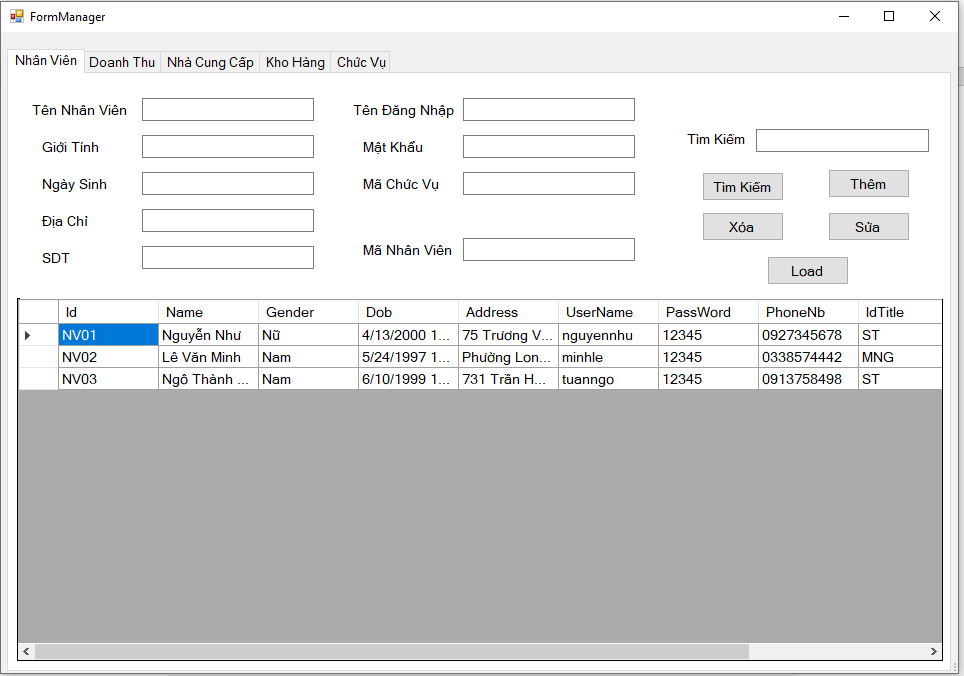 FormManager
Nhân Viên Doanh Thu Nhà Cung Cấp Kho Hàng Chức Vụ
Tên Nhân Viên Tên Đăng Nhập
Tìm Kiếm
Giới Tính Mật Khẩu
Ngày Sinh Mã Chức Vụ
Tìm Kiếm Thêm
Địa Chỉ
Xóa Sửa
SDT Mã Nhân Viên
Load
Id Name Gender Dob Address UserName PassWord PhoneNb IdTitle
NV01 Nguyễn Như Nữ 4/13/2000 1... 75 Trương V... nguyennhu 12345 0927345678 ST
NV02 Lê Văn Minh Nam 5/24/1997 1... Phường Lon... minhle 12345 0338574442 MNG
NV03 Ngô Thành ... Nam 6/10/1999 1... 731 Trần H... tuanngo 12345 0913758498 ST